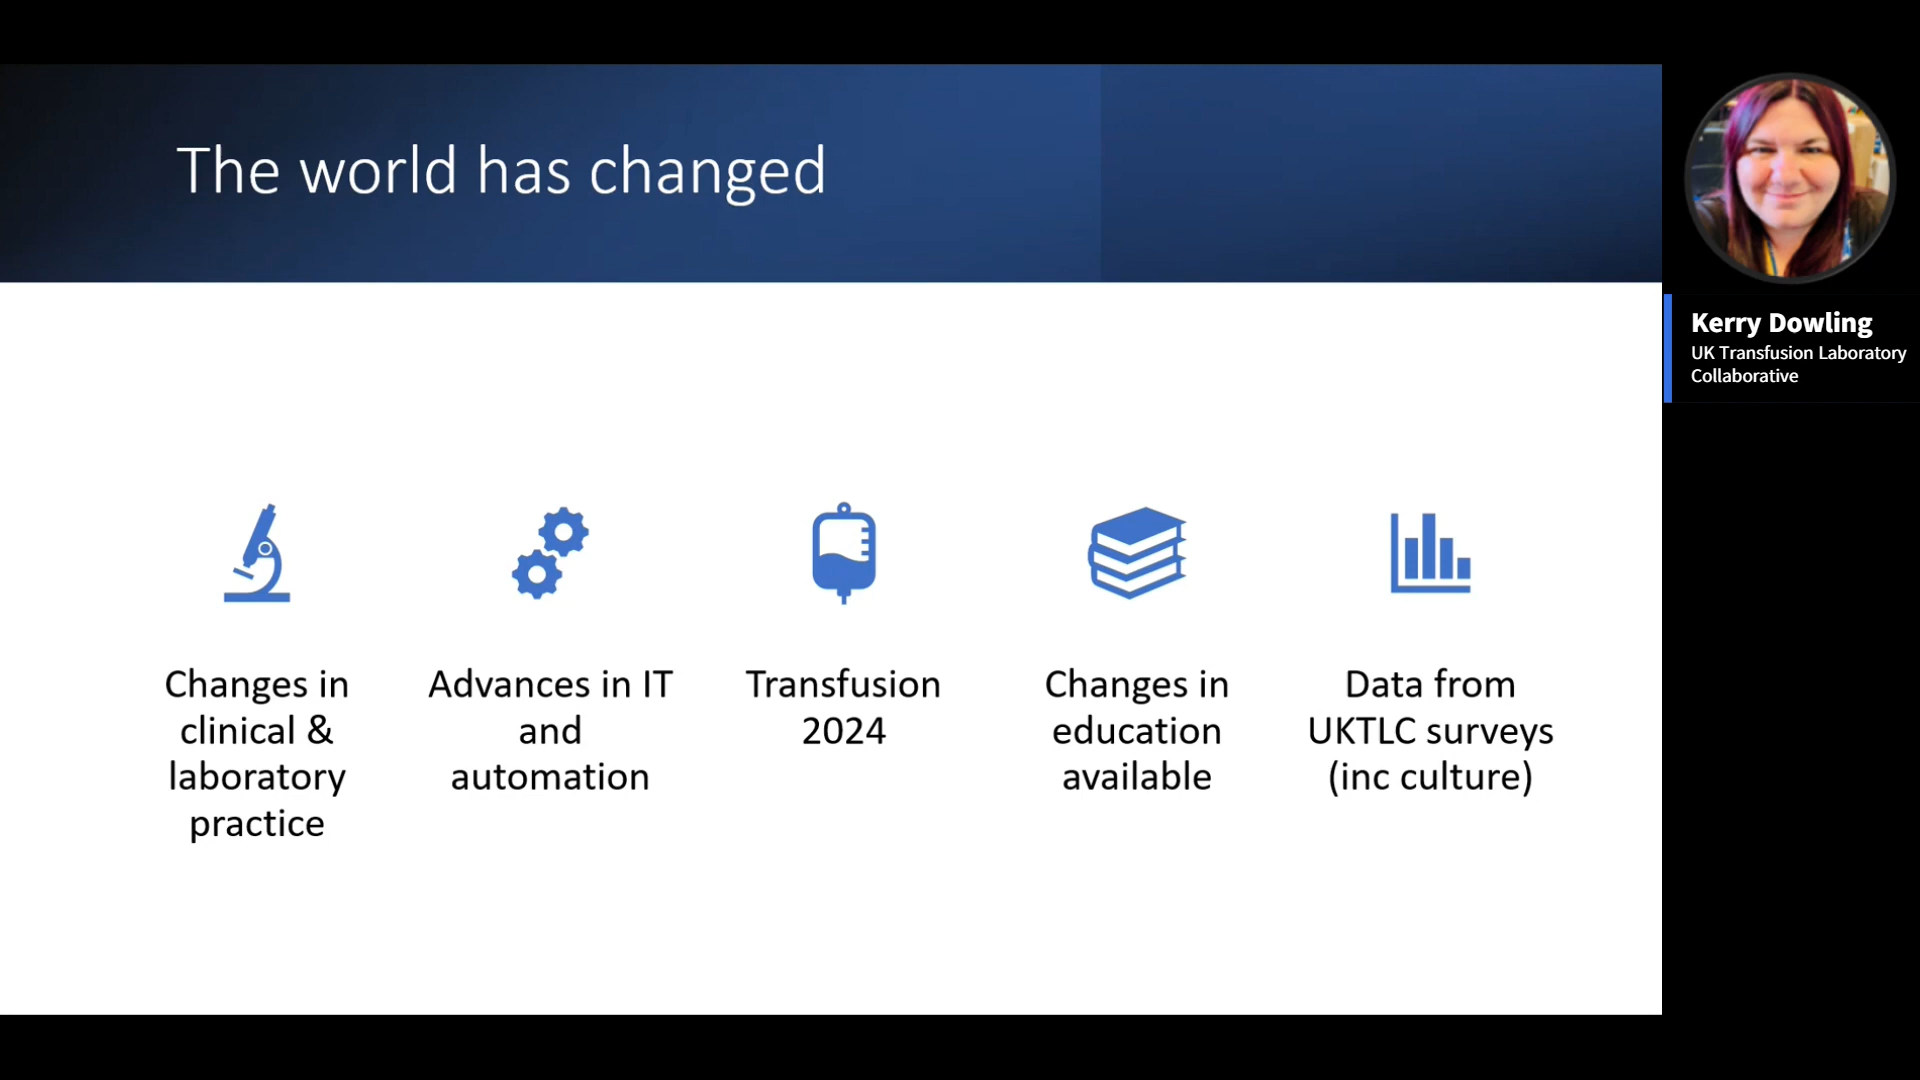 The world has changed
Changes in
clinical &
laboratory
practice
Advances in IT
and
automation
Transfusion
2024
Changes in
education
available
Data from
UKTLC surveys
(inc culture)
Kerry Dowling
UK Transfusion Laboratory
Collaborative